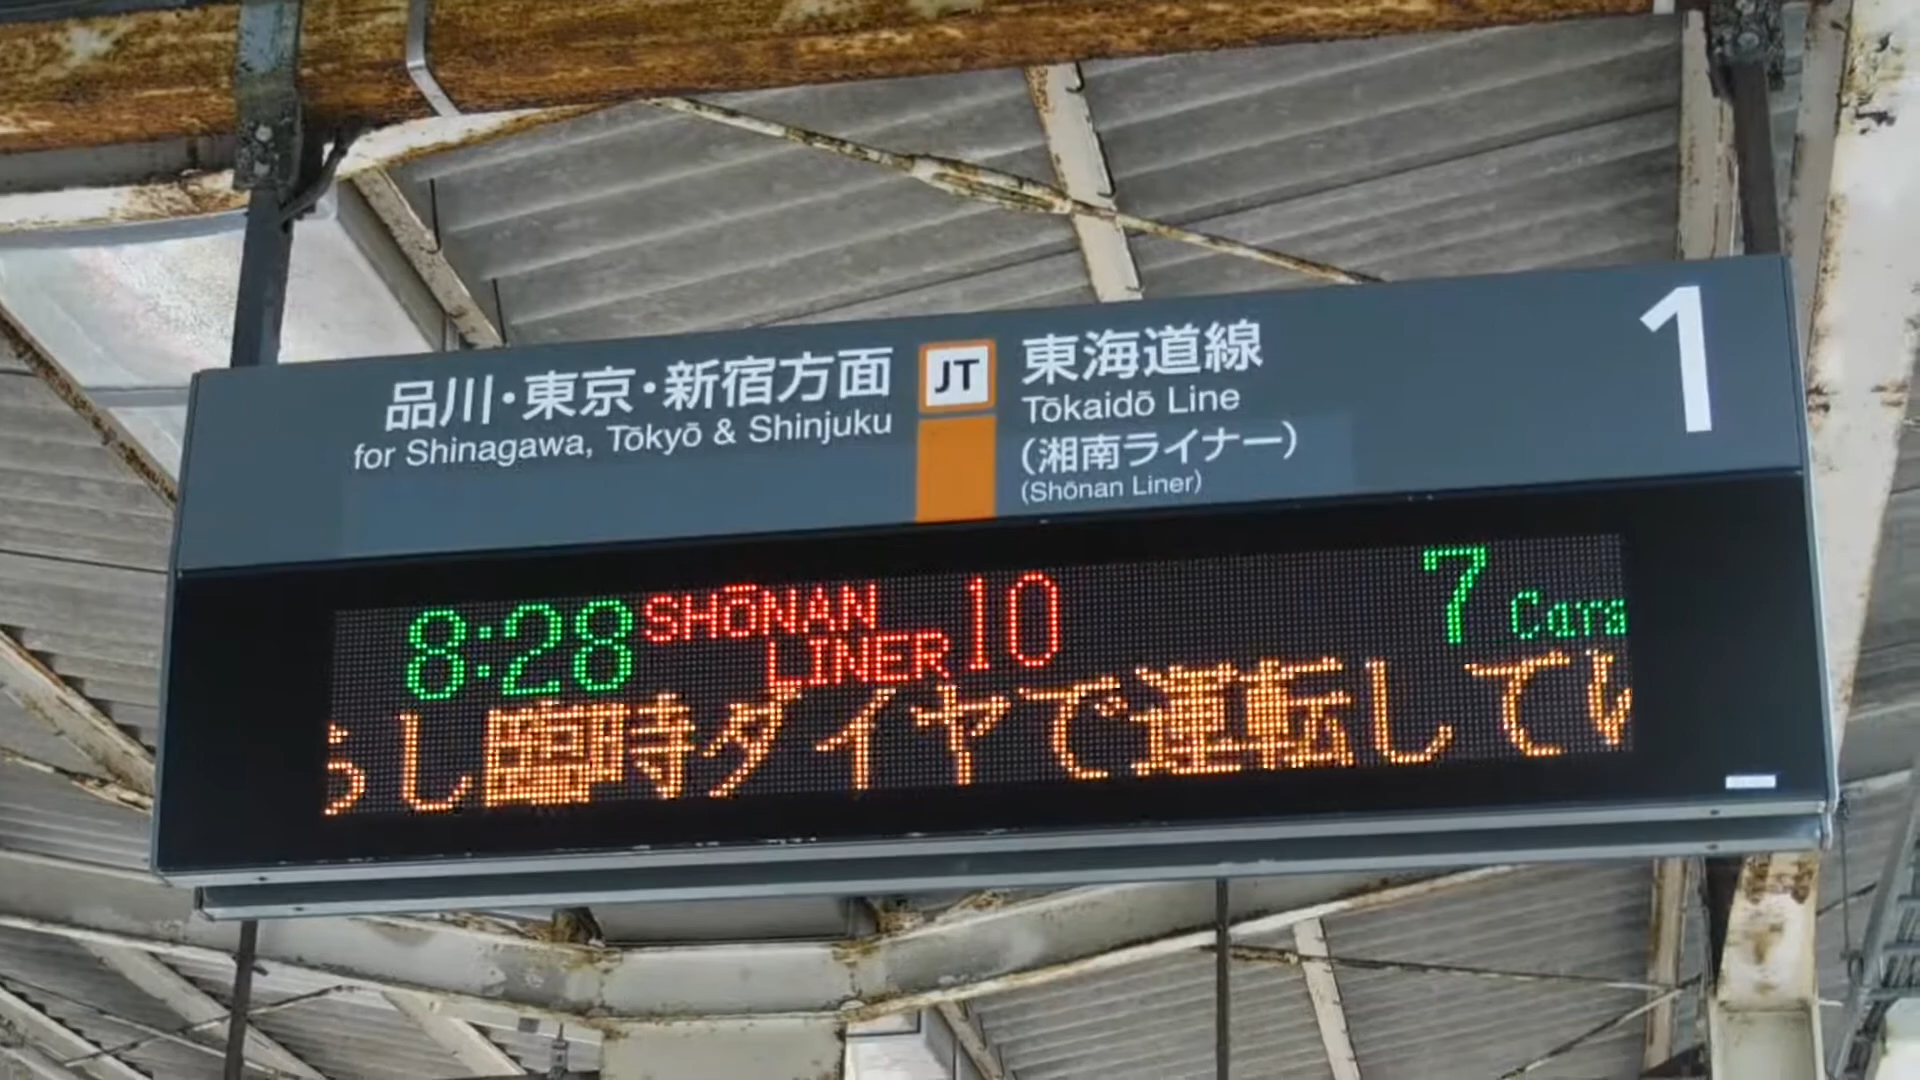 品川・東京・新宿方面
for Shinagawa, Tōkyō & Shinjuku
JT
東海道線
Tōkaidō Line
(湘南ライナー)
(Shōnan Liner)
1
8:28 SHŌNAN LINER 10 7 Cars
らし臨時ダイヤで運転してい